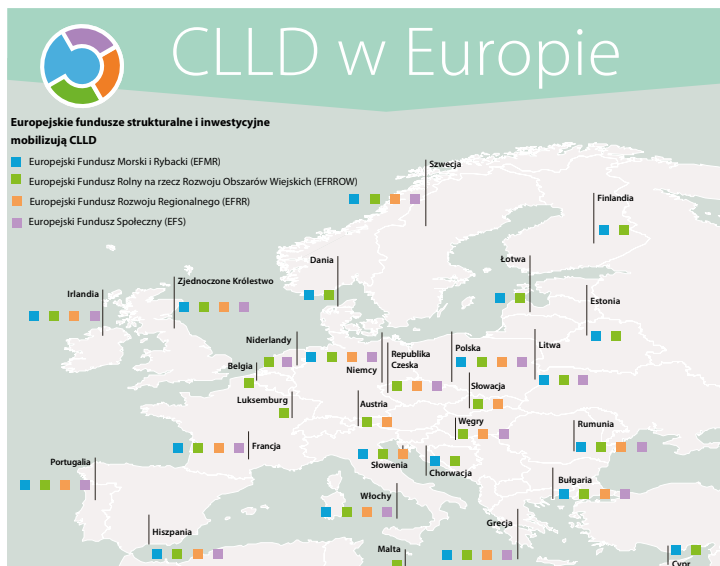 CLLD w Europie
Europejskie fundusze strukturalne i inwestycyjne
mobilizują CLLD
Europejski Fundusz Morski i Rybacki (EFMR)
Europejski Fundusz Rolny na rzecz Rozwoju Obszarów Wiejskich (EFRROW)
Europejski Fundusz Rozwoju Regionalnego (EFRR)
Europejski Fundusz Społeczny (EFS)
Szwecja
Finlandia
Dania
Łotwa
Zjednoczone Królestwo
Irlandia
Estonia
Niderlandy
Litwa
Polska
Republika
Czeska
Niemcy
Belgia
Słowacja
Luksemburg
Austria
Węgry
Rumunia
Francja
Słowenia
Chorwacja
Portugalia
Bułgaria
Włochy
Grecja
Hiszpania
Malta
Cypr